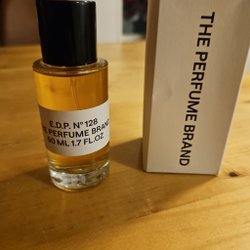 E.D.P. N° 128
THE PERFUME BRAND
50 ML 1.7 FL.OZ
THE PERFUME BRAND